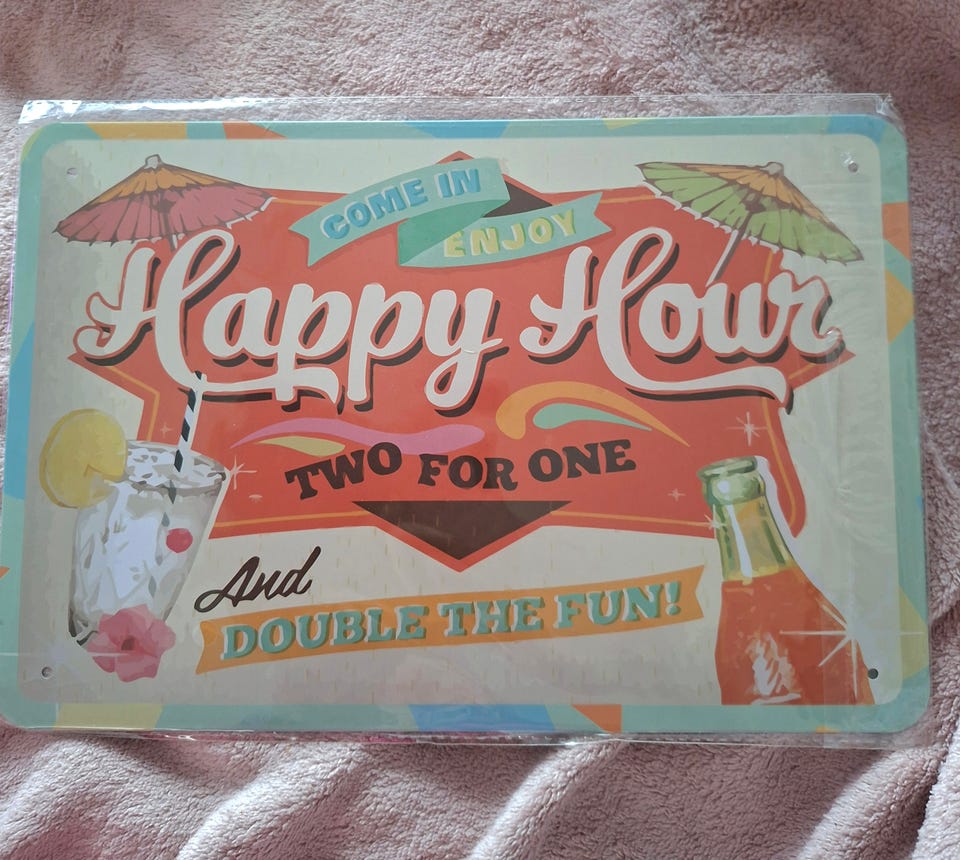 COME IN
ENJOY
Happy Hour
TWO FOR ONE
And
DOUBLE THE FUN!